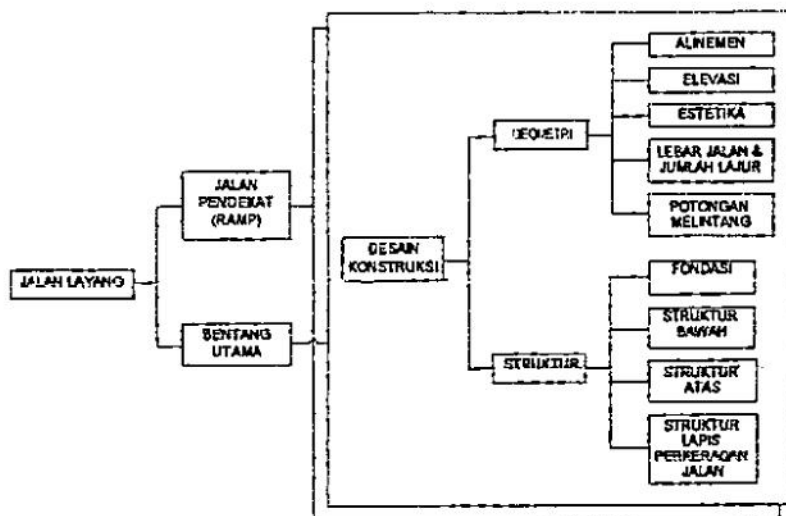 JALAN LAYANG
JALAN
PENDEKAT
(RAMP)
BENTANG
UTAMA
DESAIN
KONSTRUKSI
GEOMETRI
STRUKTUR
ALINEMEN
ELEVASI
ESTETIKA
LEBAR JALAN &
JUMLAH LAJUR
POTONGAN
MELINTANG
FONDASI
STRUKTUR
BAWAH
STRUKTUR
ATAS
STRUKTUR
LAPIS
PERKERASAN
JALAN